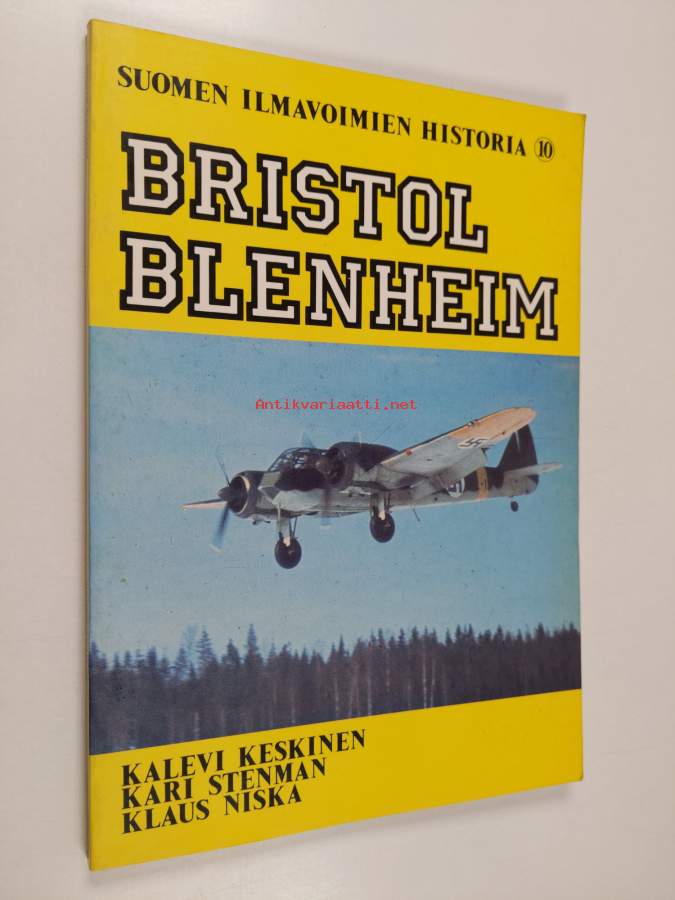 SUOMEN ILMAVOIMIEN HISTORIA 10
BRISTOL
BLENHEIM
Antikvariaatti.net
KALEVI KESKINEN
KARI STENMAN
KLAUS NISKA